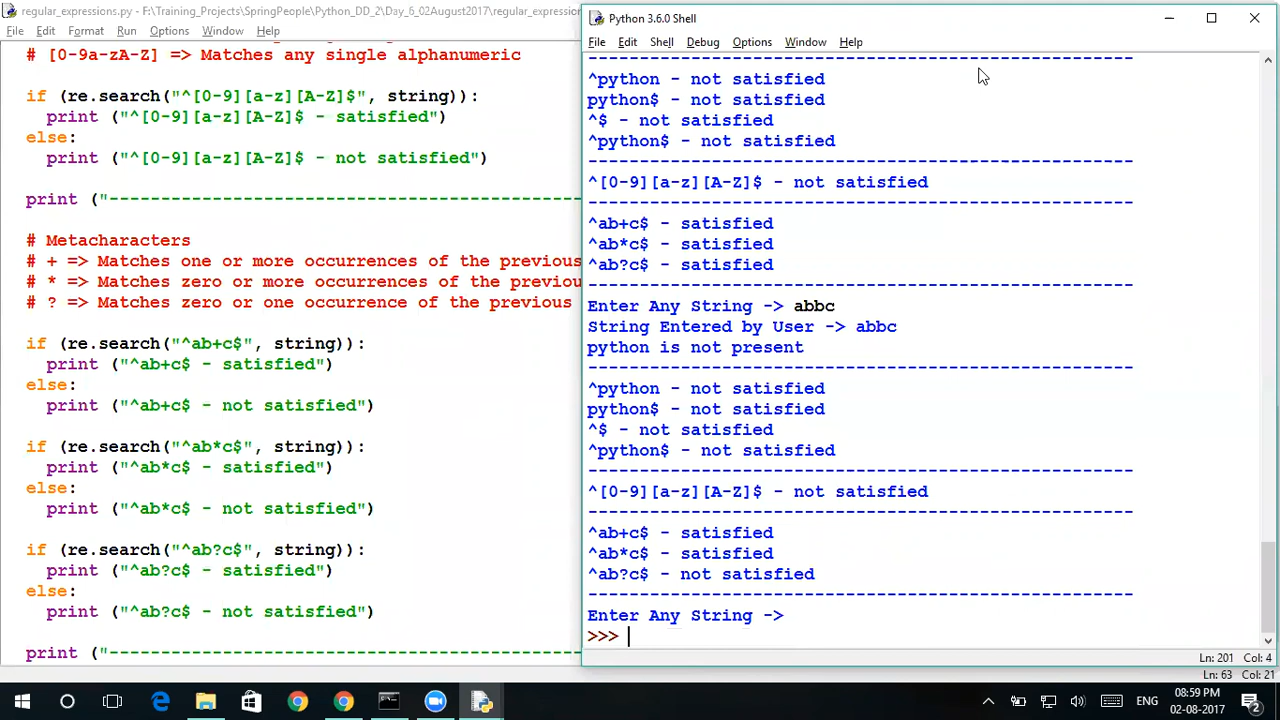 regular_expressions.py - F:\Training_Projects\SpringPeople\Python_DD_2\Day_6_02August2017\regular_expression
File Edit Format Run Options Windows Help
# [0-9a-zA-Z] => Matches any single alphanumeric
if (re.search("^[0-9][a-z][A-Z]$", string)):
print ("^[0-9][a-z][A-Z]$ - satisfied")
else:
print ("^[0-9][a-z][A-Z]$ - not satisfied")
print ("----------------------------------------------
# Metacharacters
# + => Matches one or more occurrences of the previous
# * => Matches zero or more occurrences of the previou
# ? => Matches zero or one occurrence of the previous
if (re.search("^ab+c$", string)):
print ("^ab+c$ - satisfied")
else:
print ("^ab+c$ - not satisfied")
if (re.search("^ab*c$", string)):
print ("^ab*c$ - satisfied")
else:
print ("^ab*c$ - not satisfied")
if (re.search("^ab?c$", string)):
print ("^ab?c$ - satisfied")
else:
print ("^ab?c$ - not satisfied")
print ("----------------------------------------------
Python 3.6.0 Shell
File Edit Shell Debug Options Window Help
-----------------------------------------------------
^python - not satisfied
python$ - not satisfied
^$ - not satisfied
^python$ - not satisfied
-----------------------------------------------------
^[0-9][a-z][A-Z]$ - not satisfied
-----------------------------------------------------
^ab+c$ - satisfied
^ab*c$ - satisfied
^ab?c$ - satisfied
-----------------------------------------------------
Enter Any String -> abbc
String Entered by User -> abbc
python is not present
-----------------------------------------------------
^python - not satisfied
python$ - not satisfied
^$ - not satisfied
^python$ - not satisfied
-----------------------------------------------------
^[0-9][a-z][A-Z]$ - not satisfied
-----------------------------------------------------
^ab+c$ - satisfied
^ab*c$ - satisfied
^ab?c$ - not satisfied
-----------------------------------------------------
Enter Any String ->
>>>
Ln: 201 Col: 4
Ln: 63 Col: 21
ENG
08:59 PM
02-08-2017
2